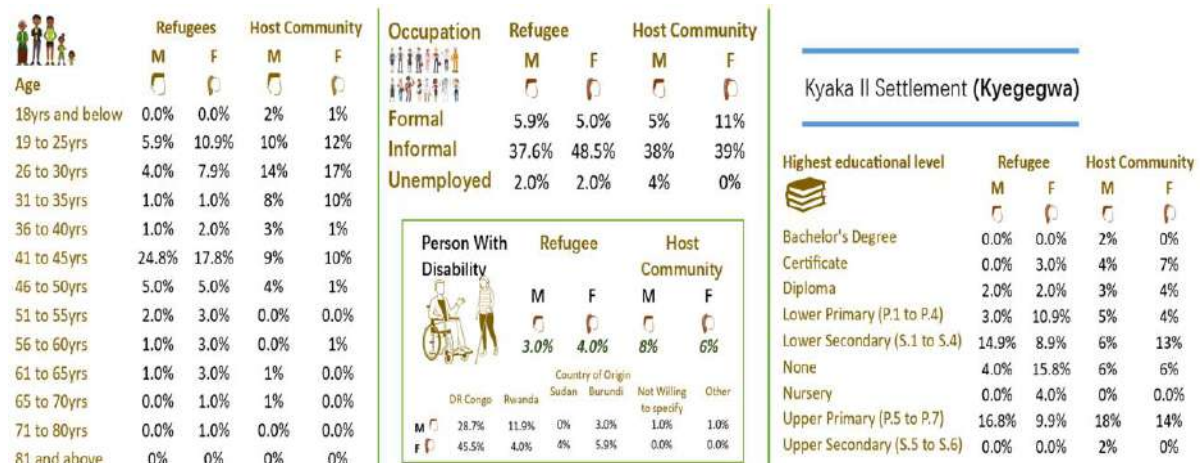 Refugees Host Community
M F M F
Age
18yrs and below 0.0% 0.0% 2% 1%
19 to 25yrs 5.9% 10.9% 10% 12%
26 to 30yrs 4.0% 7.9% 14% 17%
31 to 35yrs 1.0% 1.0% 8% 10%
36 to 40yrs 1.0% 2.0% 3% 1%
41 to 45yrs 24.8% 17.8% 9% 10%
46 to 50yrs 5.0% 5.0% 4% 1%
51 to 55yrs 2.0% 3.0% 0.0% 0.0%
56 to 60yrs 1.0% 3.0% 0.0% 1%
61 to 65yrs 1.0% 3.0% 1% 0.0%
65 to 70yrs 0.0% 1.0% 1% 0.0%
71 to 80yrs 0.0% 1.0% 0.0% 0.0%
81 and above 0% 0% 0% 0%
Occupation Refugee Host Community
M F M F
Formal 5.9% 5.0% 5% 11%
Informal 37.6% 48.5% 38% 39%
Unemployed 2.0% 2.0% 4% 0%
Person With Disability Refugee Host Community
M F M F
3.0% 4.0% 8% 6%
Country of Origin
DR Congo Rwanda Sudan Burundi Not Willing to specify Other
M 28.7% 11.9% 0% 3.0% 1.0% 1.0%
F 45.5% 4.0% 4% 5.9% 0.0% 0.0%
Kyaka II Settlement (Kyegegwa)
Highest educational level Refugee Host Community
M F M F
Bachelor's Degree 0.0% 0.0% 2% 0%
Certificate 0.0% 3.0% 4% 7%
Diploma 2.0% 2.0% 3% 4%
Lower Primary (P.1 to P.4) 3.0% 10.9% 5% 4%
Lower Secondary (S.1 to S.4) 14.9% 8.9% 6% 13%
None 4.0% 15.8% 6% 6%
Nursery 0.0% 4.0% 0% 0.0%
Upper Primary (P.5 to P.7) 16.8% 9.9% 18% 14%
Upper Secondary (S.5 to S.6) 0.0% 0.0% 2% 0%